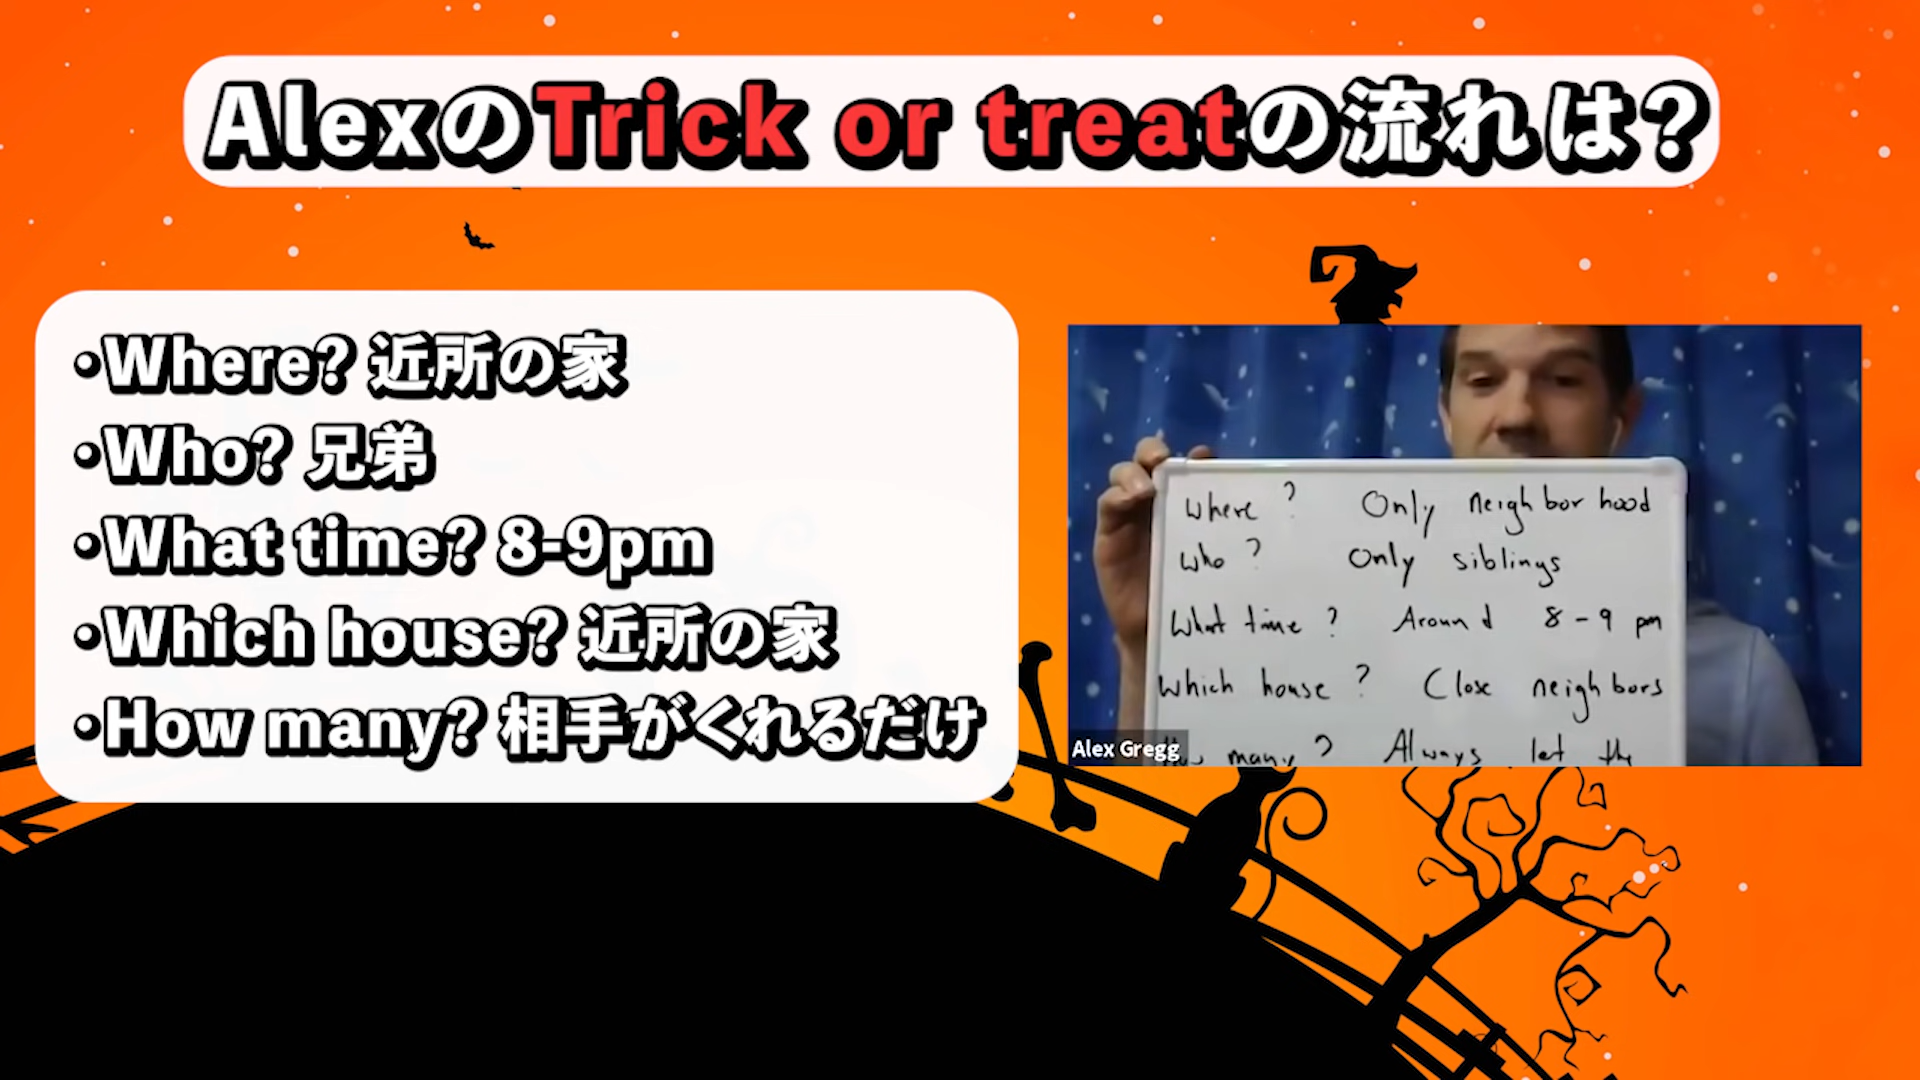 AlexのTrick or treatの流れは?
•Where? 近所の家
•Who? 兄弟
•What time? 8-9pm
•Which house? 近所の家
•How many? 相手がくれるだけ
where ? Only neighborhood
who ? Only siblings
What time ? Around 8-9 pm
Which house ? Close neighbors
How many ? Always let the
Alex Gregg